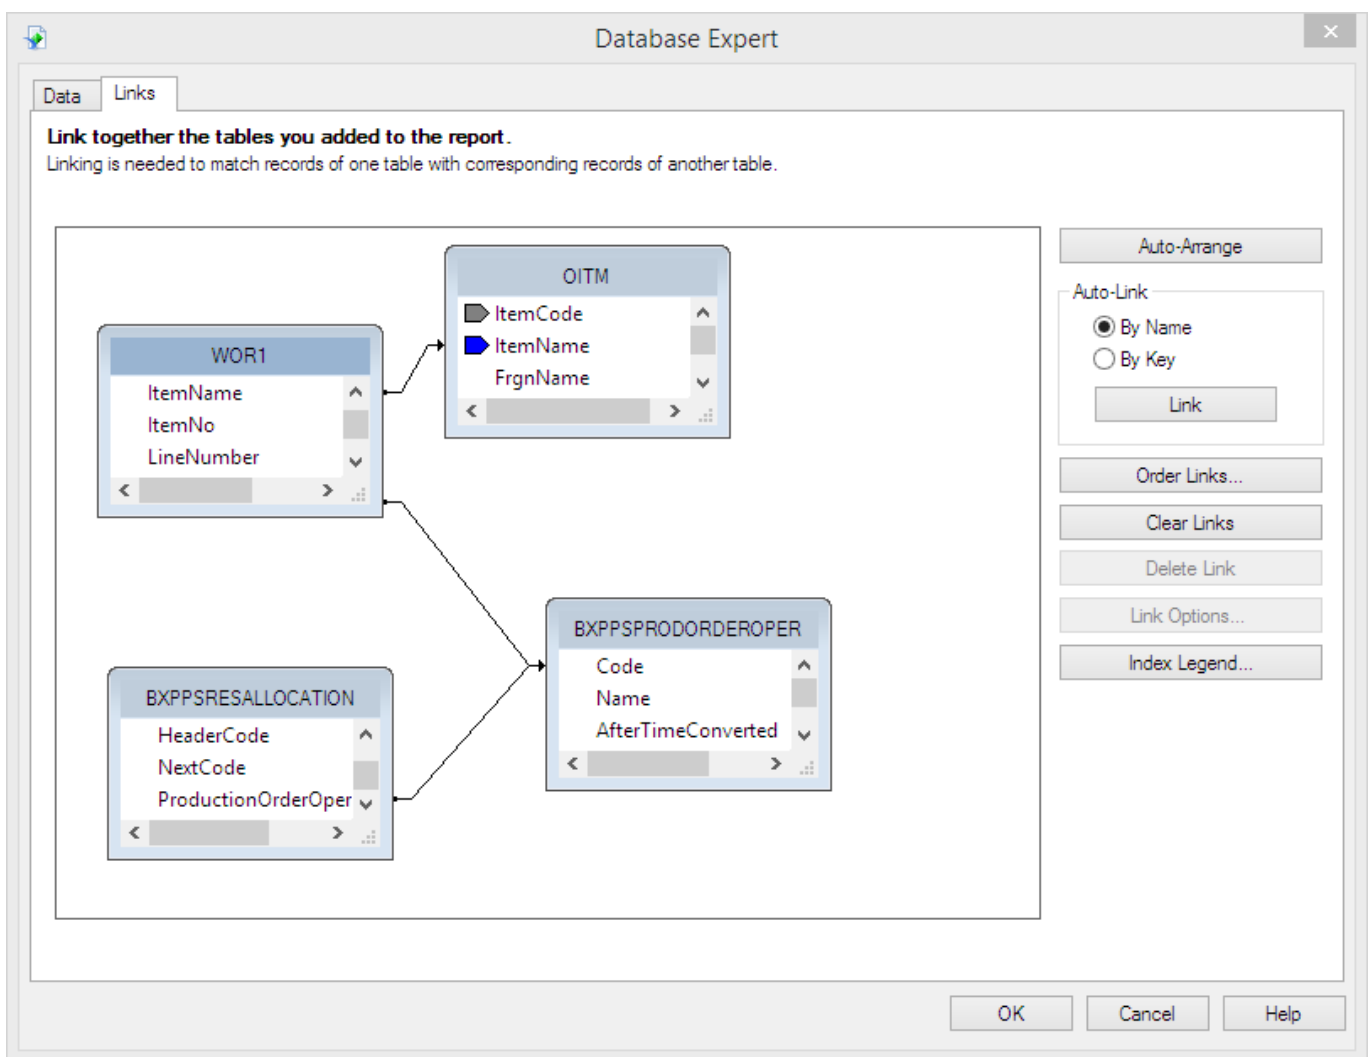 Database Expert
Data
Links
Link together the tables you added to the report.
Linking is needed to match records of one table with corresponding records of another table.
OITM
ItemCode
ItemName
FrgnName
WOR1
ItemName
ItemNo
LineNumber
BXPPSPRODORDEROPER
Code
Name
AfterTimeConverted
BXPPSRESALLOCATION
HeaderCode
NextCode
ProductionOrderOper
Auto-Arrange
Auto-Link
By Name
By Key
Link
Order Links...
Clear Links
Delete Link
Link Options...
Index Legend...
OK
Cancel
Help